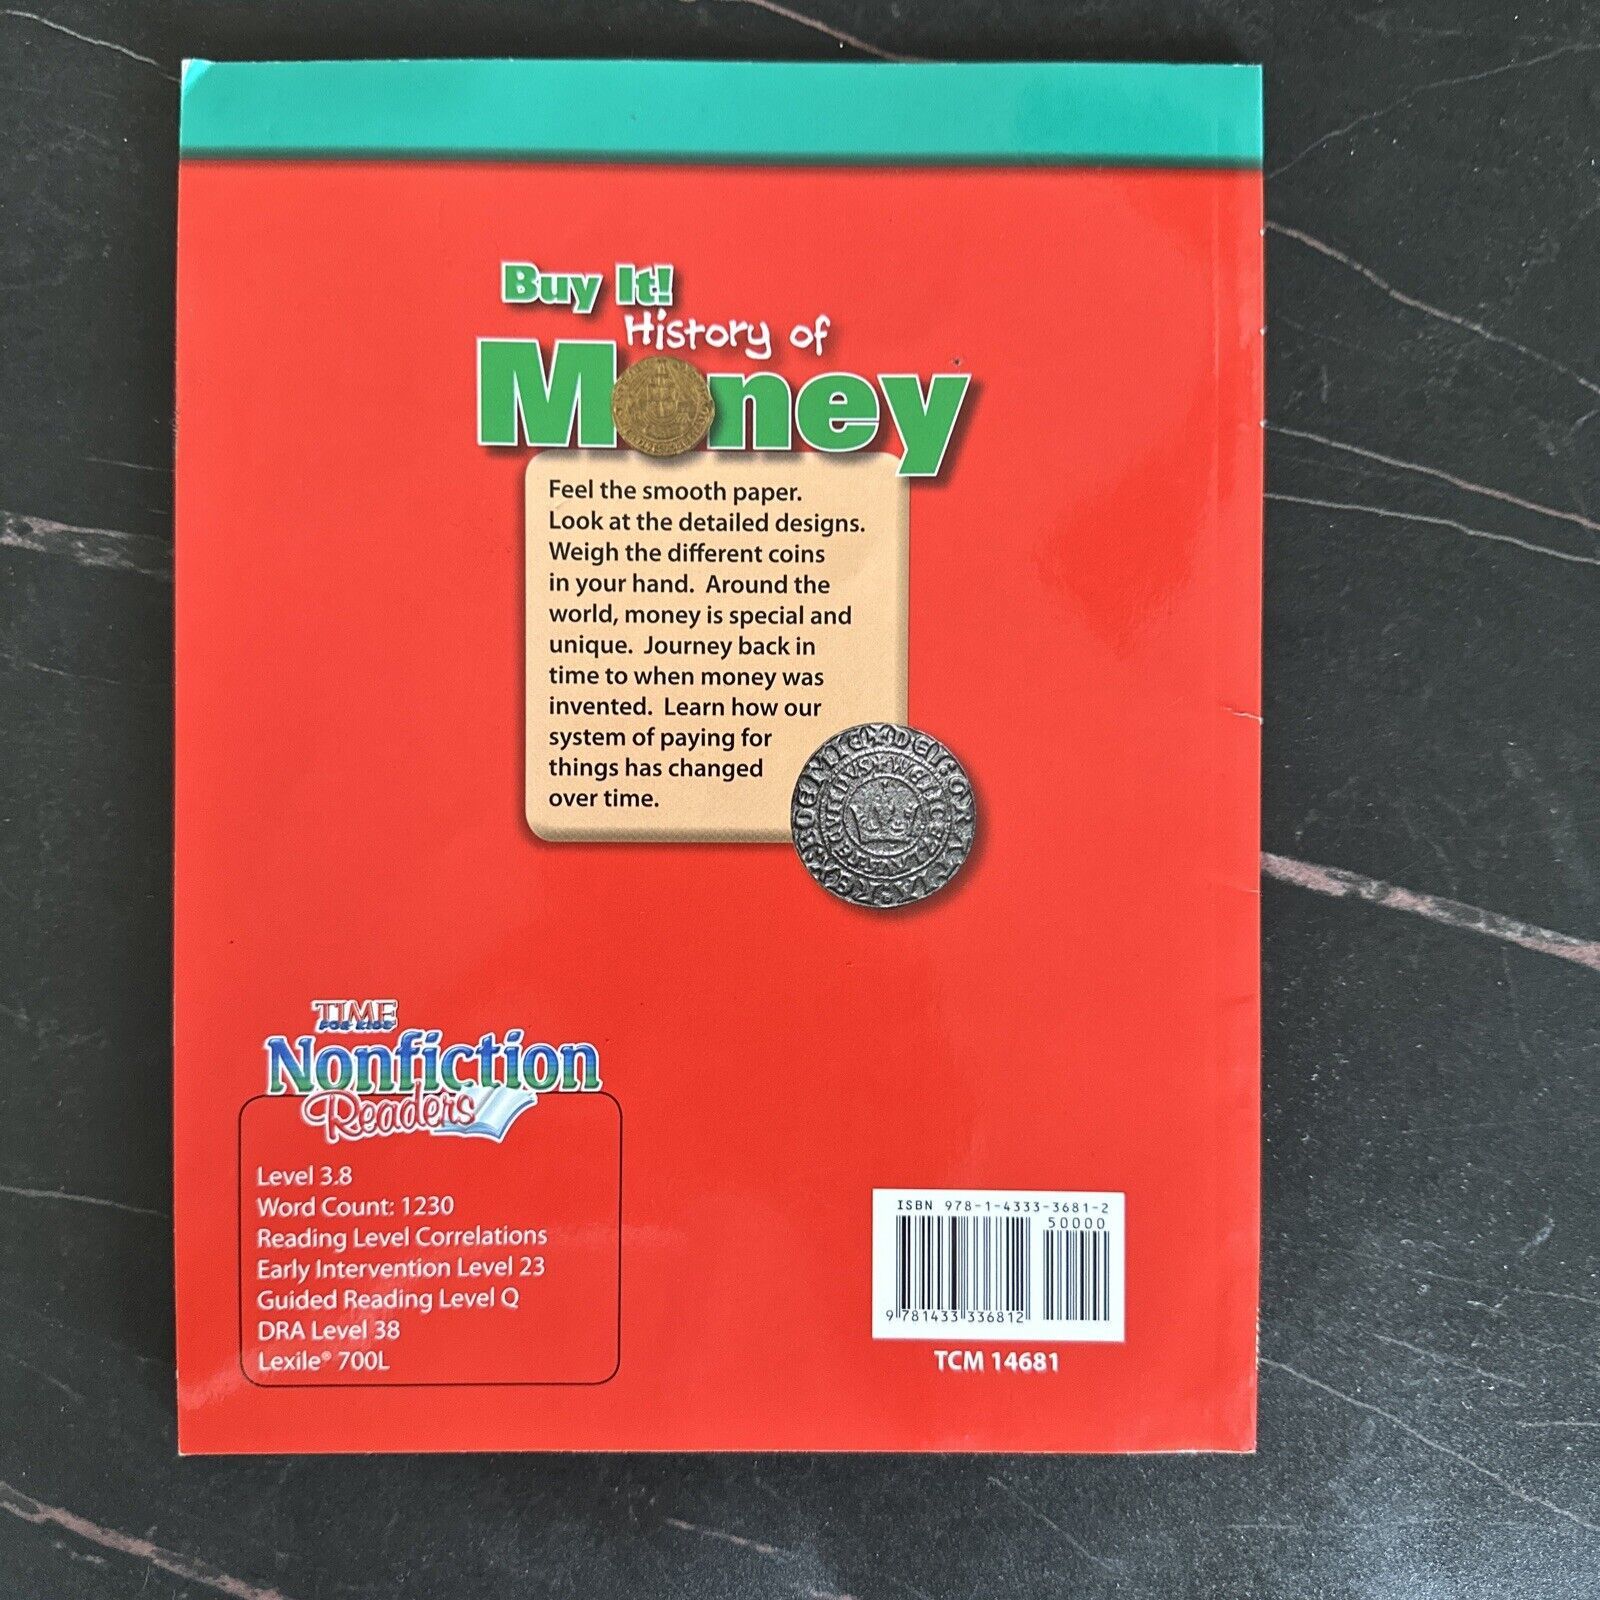 Buy It!
History of
Money
Feel the smooth paper.
Look at the detailed designs.
Weigh the different coins
in your hand. Around the
world, money is special and
unique. Journey back in
time to when money was
invented. Learn how our
system of paying for
things has changed
over time.
TIME
FOR KIDS
Nonfiction
Readers
Level 3.8
Word Count: 1230
Reading Level Correlations
Early Intervention Level 23
Guided Reading Level Q
DRA Level 38
Lexile® 700L
ISBN 978-1-4333-3681-2
50000
9 781433 336812
TCM 14681